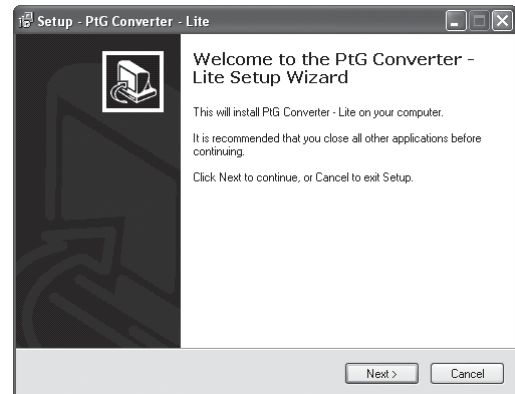 Setup - PtG Converter - Lite
Welcome to the PtG Converter -
Lite Setup Wizard
This will install PtG Converter - Lite on your computer.
It is recommended that you close all other applications before
continuing.
Click Next to continue, or Cancel to exit Setup.
Next >
Cancel